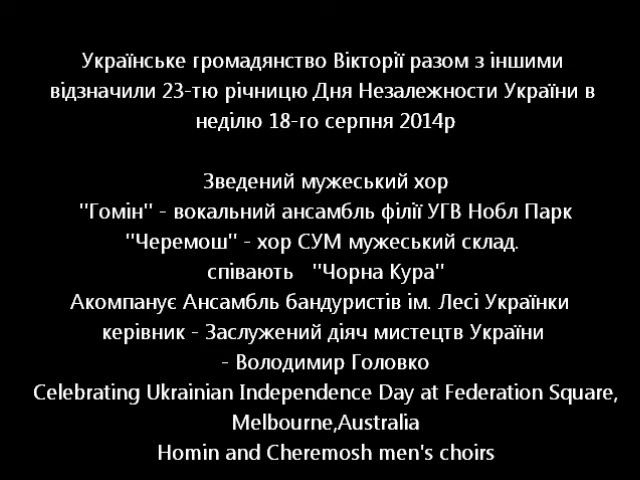 Українське громадянство Вікторії разом з іншими
відзначили 23-тю річницю Дня Незалежности України в
неділю 18-го серпня 2014р
Зведений мужеський хор
"Гомін" - вокальний ансамбль філії УГВ Нобл Парк
"Черемош" - хор СУМ мужеський склад.
співають "Чорна Кура"
Акомпанує Ансамбль бандуристів ім. Лесі Українки
керівник - Заслужений діяч мистецтв України
- Володимир Головко
Celebrating Ukrainian Independence Day at Federation Square,
Melbourne,Australia
Homin and Cheremosh men's choirs